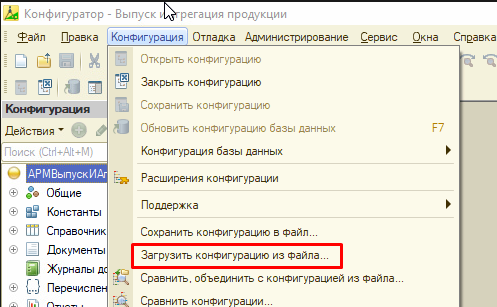 Конфигуратор - Выпуск и агрегация продукции
Файл Правка Конфигурация Отладка Администрирование Сервис Окна Справка
Конфигурация
Действия
Поиск (Ctrl+Alt+M)
АРМВыпускИАг
Общие
Константы
Справочник
Документы
Журналы до
Перечислен
Отчеты
Открыть конфигурацию
Закрыть конфигурацию
Сохранить конфигурацию
Обновить конфигурацию базы данных F7
Конфигурация базы данных
Расширения конфигурации
Поддержка
Сохранить конфигурацию в файл...
Загрузить конфигурацию из файла...
Сравнить, объединить с конфигурацией из файла...
Сравнить конфигурации...